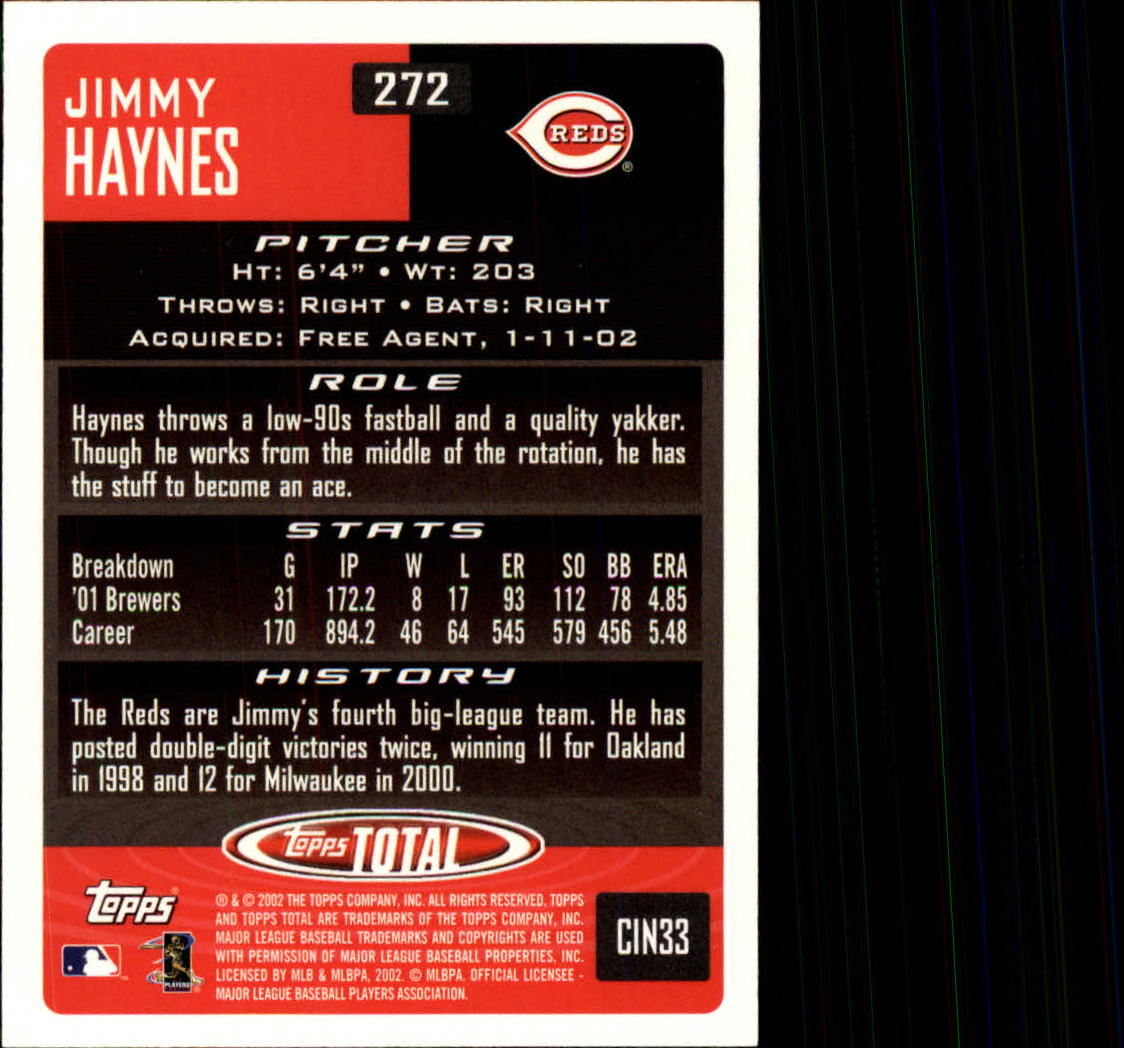 JIMMY
HAYNES
272
REDS
®
PITCHER
HT: 6'4" • WT: 203
THROWS: RIGHT • BATS: RIGHT
ACQUIRED: FREE AGENT, 1-11-02
ROLE
Haynes throws a low-90s fastball and a quality yakker.
Though he works from the middle of the rotation, he has
the stuff to become an ace.
STATS
Breakdown G IP W L ER SO BB ERA
'01 Brewers 31 172.2 8 17 93 112 78 4.85
Career 170 894.2 46 64 545 579 456 5.48
HISTORY
The Reds are Jimmy's fourth big-league team. He has
posted double-digit victories twice, winning 11 for Oakland
in 1998 and 12 for Milwaukee in 2000.
Topps TOTAL
Topps®
® & © 2002 THE TOPPS COMPANY, INC. ALL RIGHTS RESERVED. TOPPS
AND TOPPS TOTAL ARE TRADEMARKS OF THE TOPPS COMPANY, INC.
MAJOR LEAGUE BASEBALL TRADEMARKS AND COPYRIGHTS ARE USED
WITH PERMISSION OF MAJOR LEAGUE BASEBALL PROPERTIES, INC.
LICENSED BY MLB & MLBPA, 2002. © MLBPA. OFFICIAL LICENSEE -
MAJOR LEAGUE BASEBALL PLAYERS ASSOCIATION.
PLAYERS
CIN33